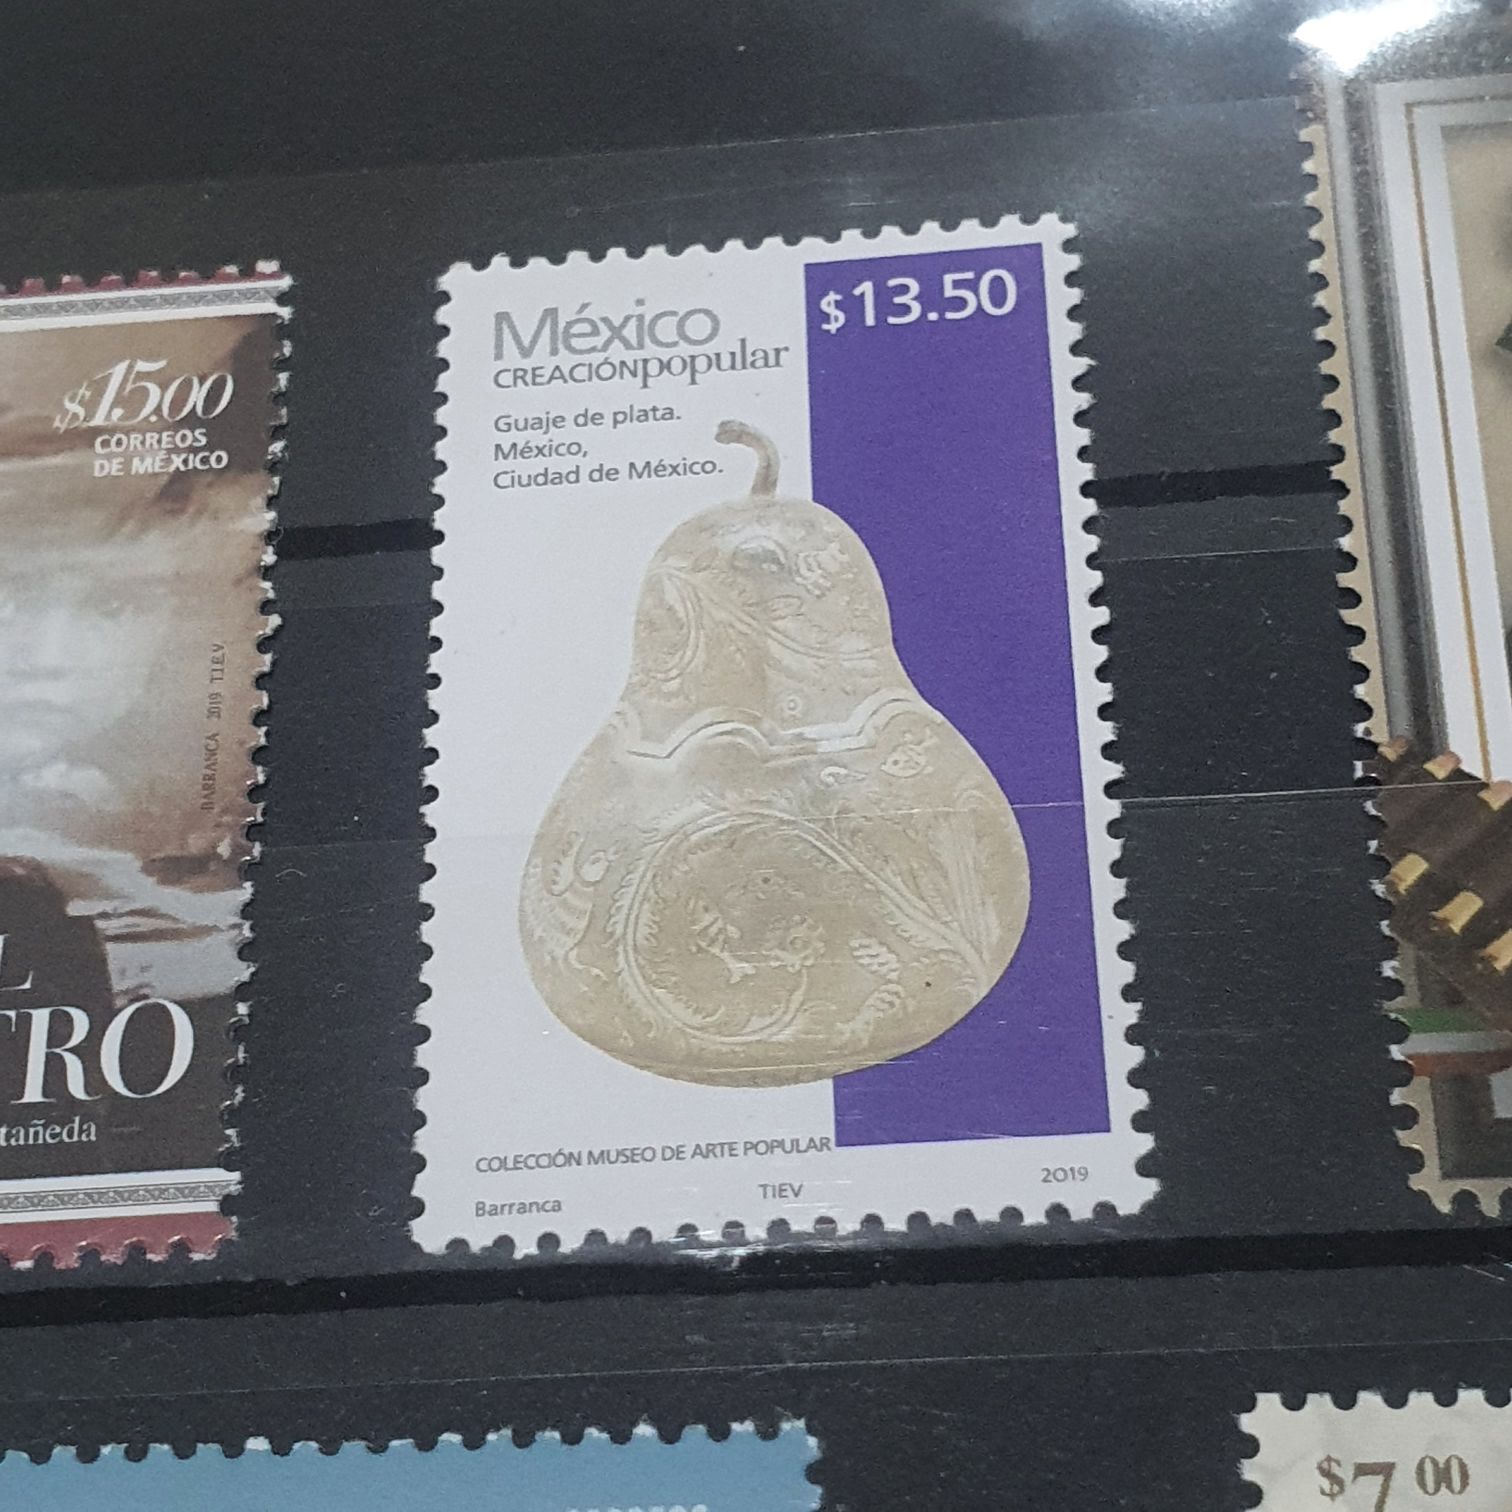 $15.00
CORREOS
DE MÉXICO
BARRANCA 2019 TIEV
tañeda
México
CREACIÓNpopular
$13.50
Guaje de plata.
México,
Ciudad de México.
COLECCIÓN MUSEO DE ARTE POPULAR
Barranca
TIEV
2019
$7 00